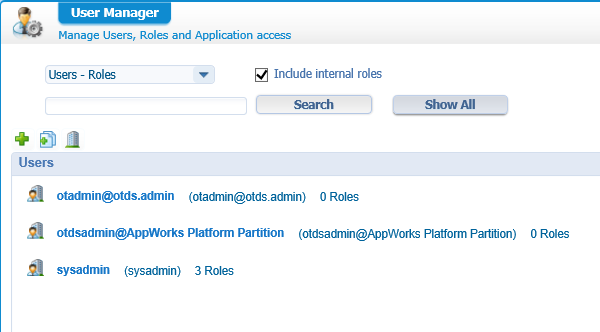 User Manager
Manage Users, Roles and Application access
Users - Roles Include internal roles
Search Show All
Users
otadmin@otds.admin (otadmin@otds.admin) 0 Roles
otdsadmin@AppWorks Platform Partition (otdsadmin@AppWorks Platform Partition) 0 Roles
sysadmin (sysadmin) 3 Roles